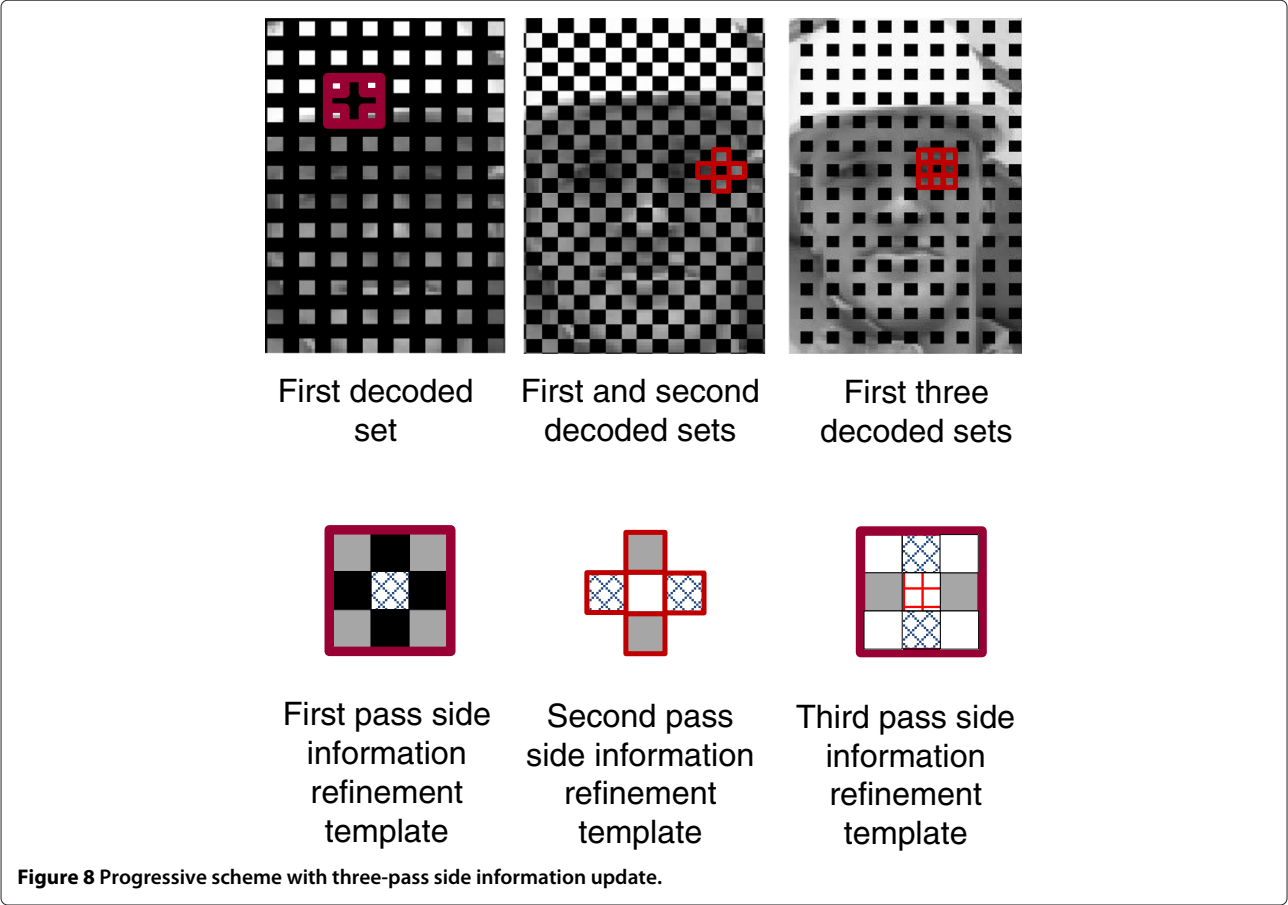 First decoded
set
First and second
decoded sets
First three
decoded sets
First pass side
information
refinement
template
Second pass
side information
refinement
template
Third pass side
information
refinement
template
Figure 8 Progressive scheme with three-pass side information update.